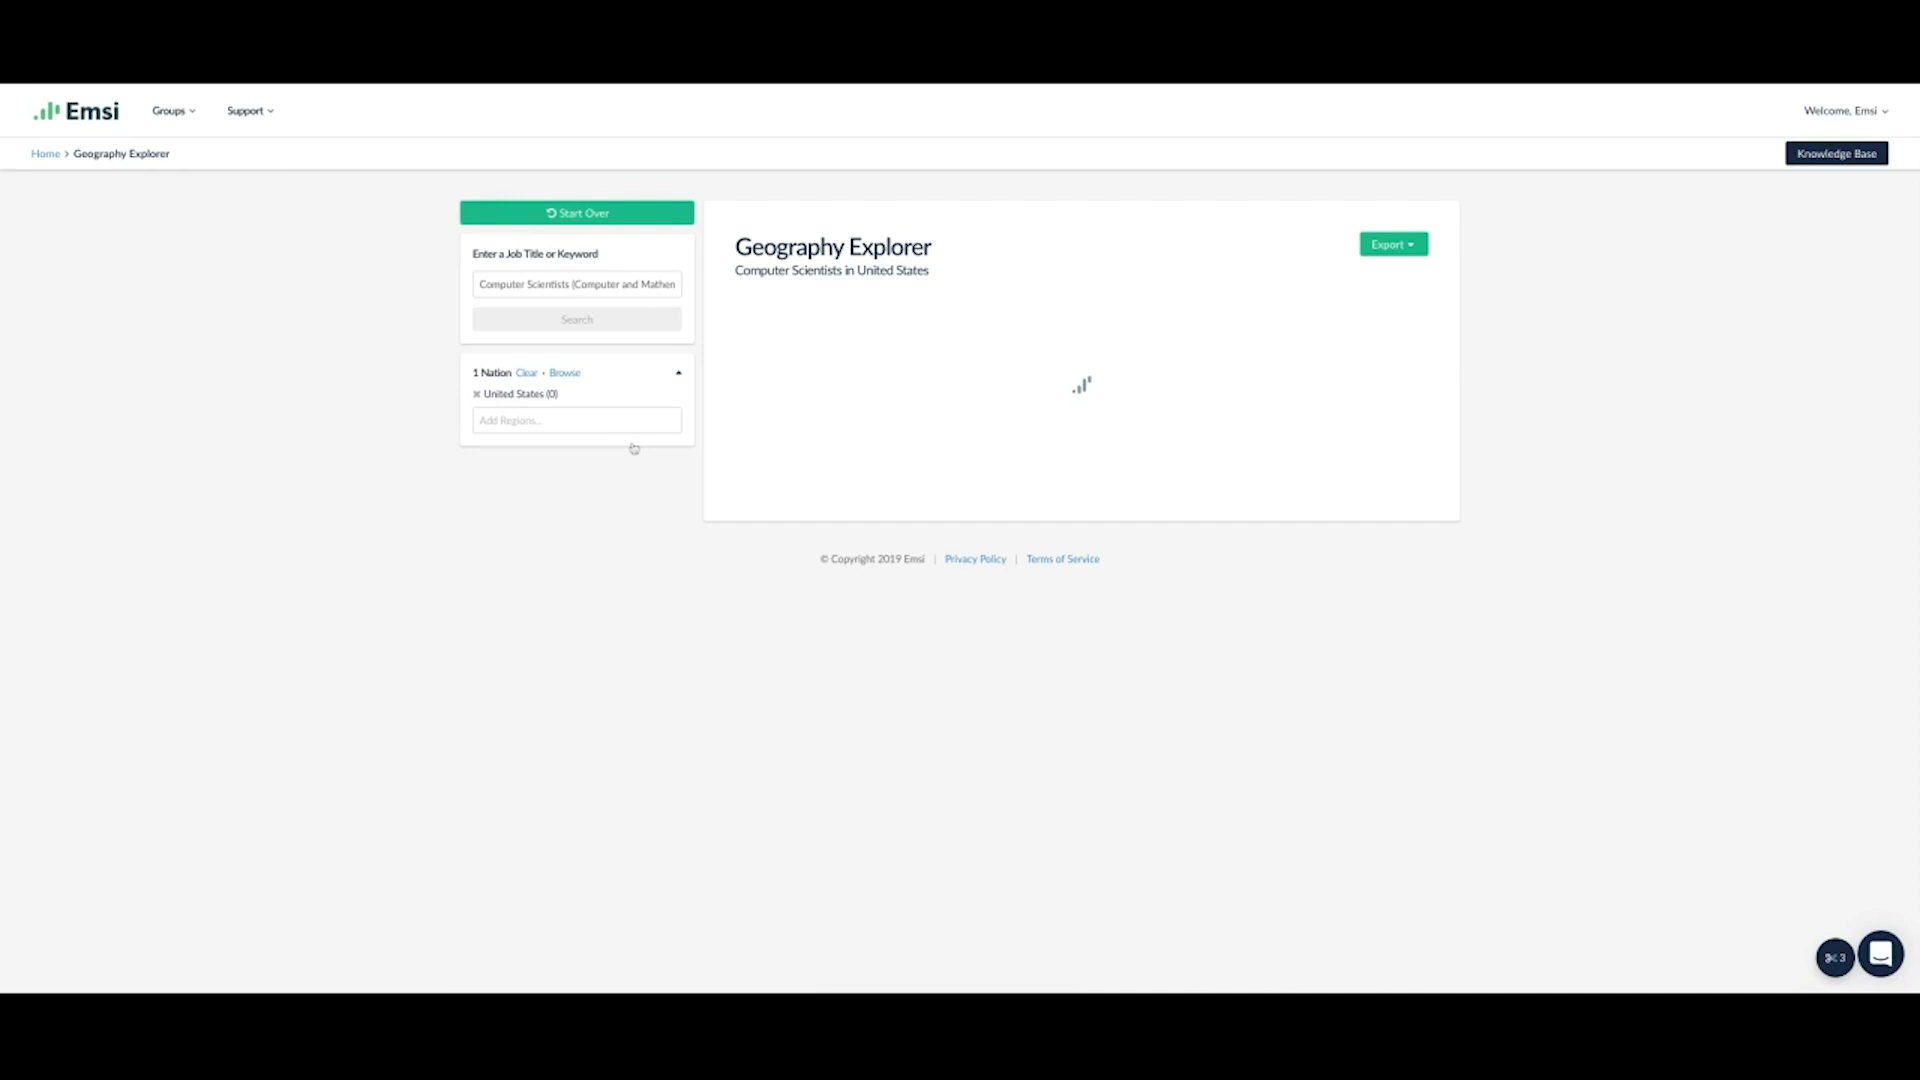 Emsi
Groups
Support
Welcome, Emsi
Home > Geography Explorer
Knowledge Base
Start Over
Enter a Job Title or Keyword
Computer Scientists (Computer and Mathen
Search
1 Nation Clear • Browse
× United States (0)
Add Regions...
Geography Explorer
Computer Scientists in United States
Export
© Copyright 2019 Emsi | Privacy Policy | Terms of Service
3